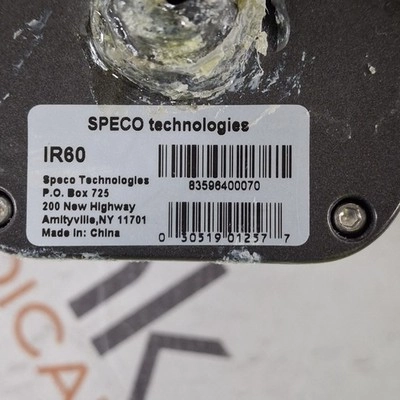 SPECO technologies
IR60
83596400070
Speco Technologies
P.O. Box 725
200 New Highway
Amityville,NY 11701
Made in: China
0 30519 01257 7